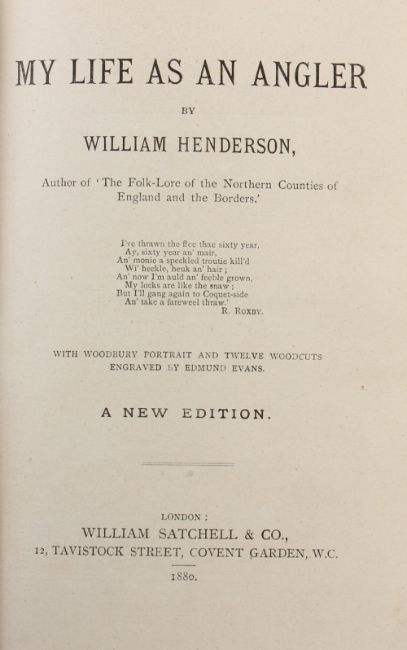 MY LIFE AS AN ANGLER
BY
WILLIAM HENDERSON,
Author of 'The Folk-Lore of the Northern Counties of
England and the Borders.'
I've thrawn the flee thae sixty year,
Ay, sixty year an' mair,
An' monie a speckled troutie kill'd
Wi' heckle, heuk an' hair;
An' now I'm auld an' feeble grown,
My locks are like the snaw;
But I'll gang again to Coquet-side
An' take a fareweel thraw.'
R. ROXBY.
WITH WOODBURY PORTRAIT AND TWELVE WOODCUTS
ENGRAVED BY EDMUND EVANS.
A NEW EDITION.
LONDON:
WILLIAM SATCHELL & CO.,
12, TAVISTOCK STREET, COVENT GARDEN, W.C.
1880.